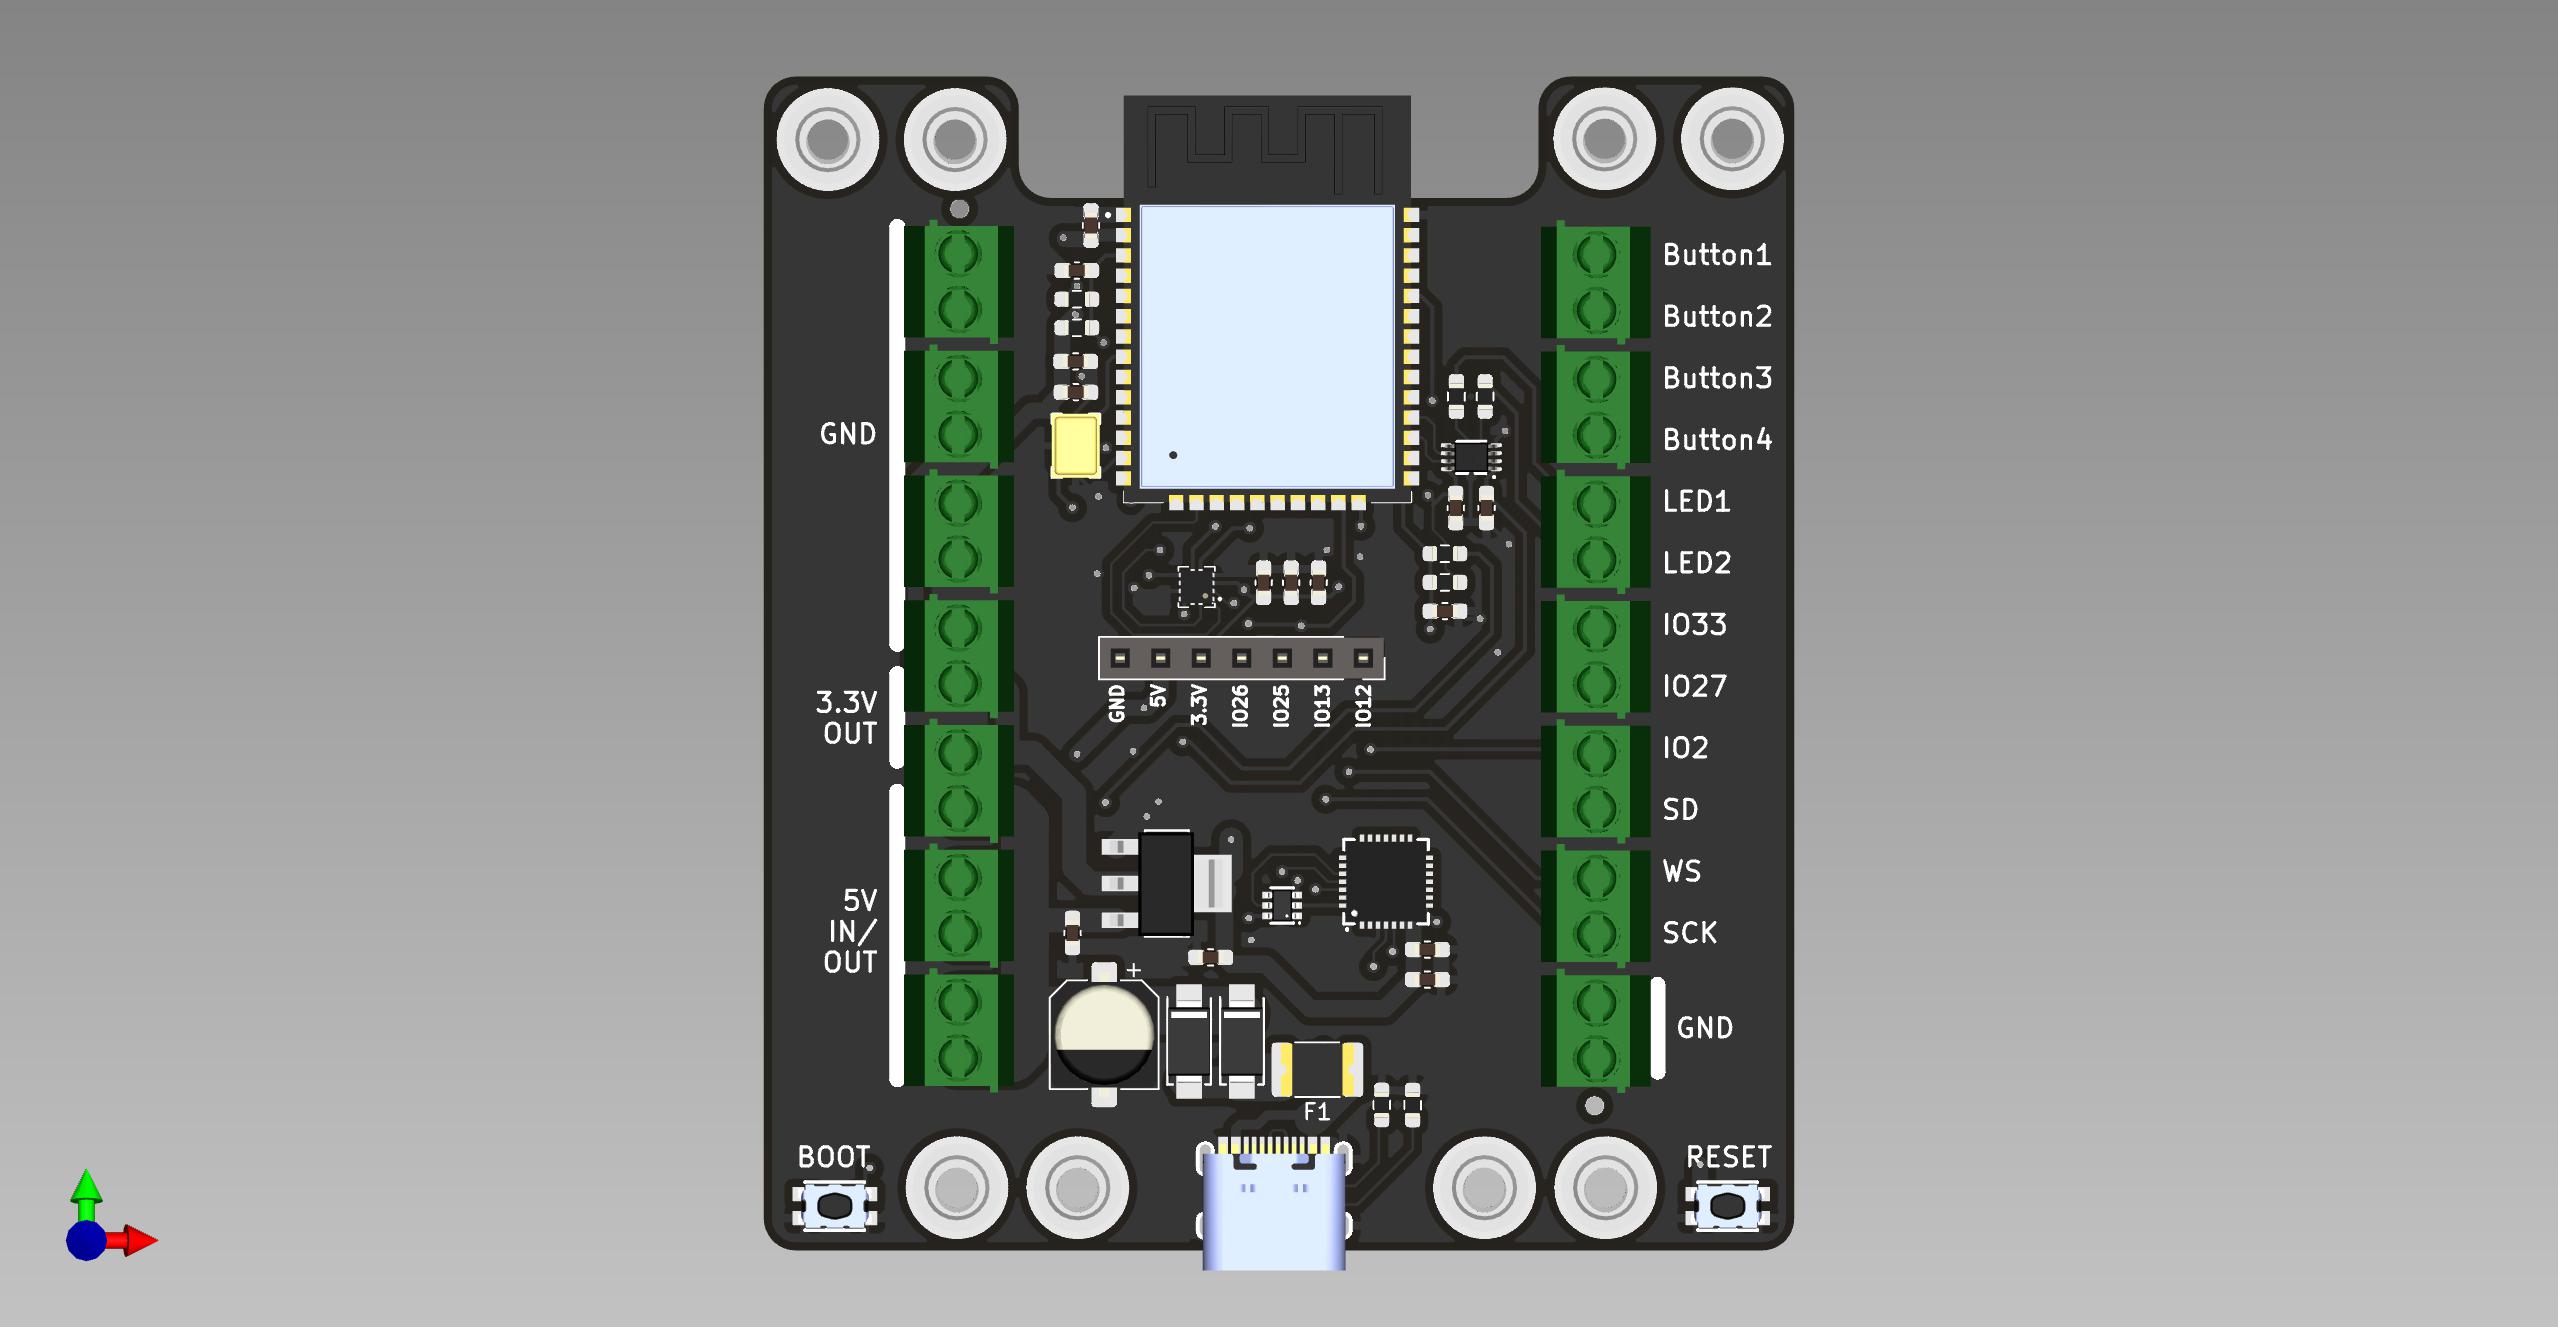 GND
3.3V
OUT
5V
IN/
OUT
BOOT
GND
5V
3.3V
IO26
IO25
IO13
IO12
+
F1
Button1
Button2
Button3
Button4
LED1
LED2
IO33
IO27
IO2
SD
WS
SCK
GND
RESET